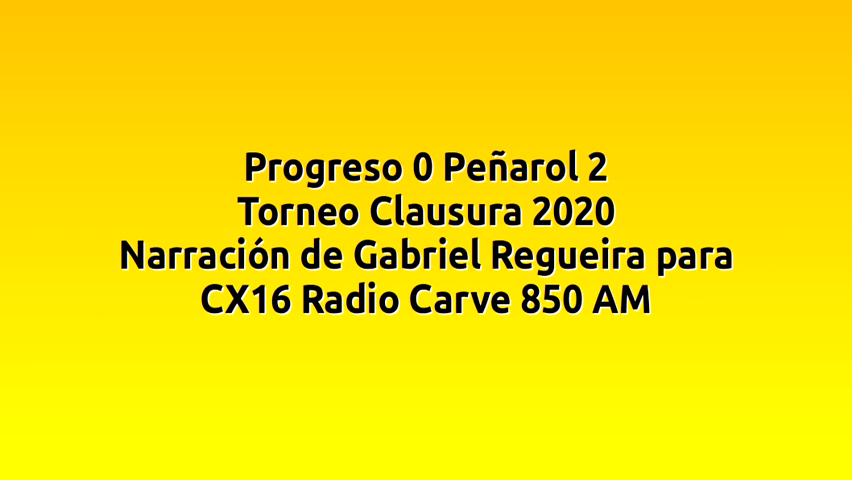 Progreso 0 Peñarol 2
Torneo Clausura 2020
Narración de Gabriel Regueira para
CX16 Radio Carve 850 AM